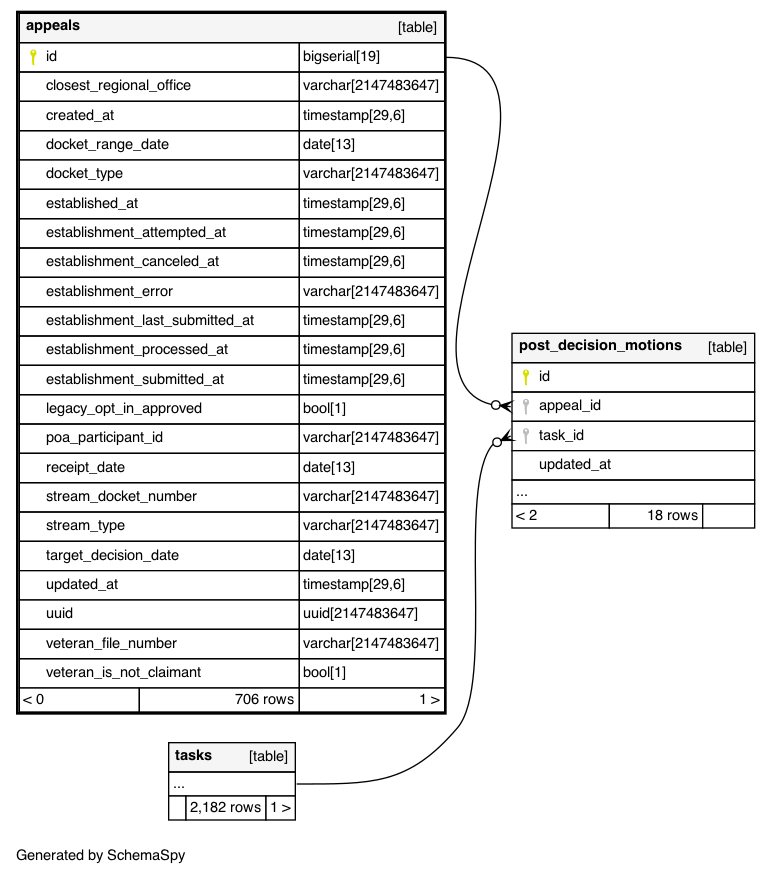 appeals [table]
id bigserial[19]
closest_regional_office varchar[2147483647]
created_at timestamp[29,6]
docket_range_date date[13]
docket_type varchar[2147483647]
established_at timestamp[29,6]
establishment_attempted_at timestamp[29,6]
establishment_canceled_at timestamp[29,6]
establishment_error varchar[2147483647]
establishment_last_submitted_at timestamp[29,6]
establishment_processed_at timestamp[29,6]
establishment_submitted_at timestamp[29,6]
legacy_opt_in_approved bool[1]
poa_participant_id varchar[2147483647]
receipt_date date[13]
stream_docket_number varchar[2147483647]
stream_type varchar[2147483647]
target_decision_date date[13]
updated_at timestamp[29,6]
uuid uuid[2147483647]
veteran_file_number varchar[2147483647]
veteran_is_not_claimant bool[1]
< 0 706 rows 1 >
post_decision_motions [table]
id
appeal_id
task_id
updated_at
...
< 2 18 rows
tasks [table]
...
2,182 rows 1 >
Generated by SchemaSpy